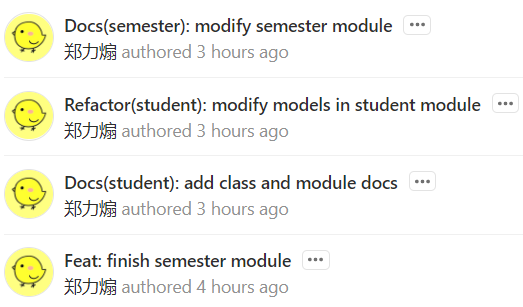 Docs(semester): modify semester module
郑力煽 authored 3 hours ago
Refactor(student): modify models in student module
郑力煽 authored 3 hours ago
Docs(student): add class and module docs
郑力煽 authored 3 hours ago
Feat: finish semester module
郑力煽 authored 4 hours ago